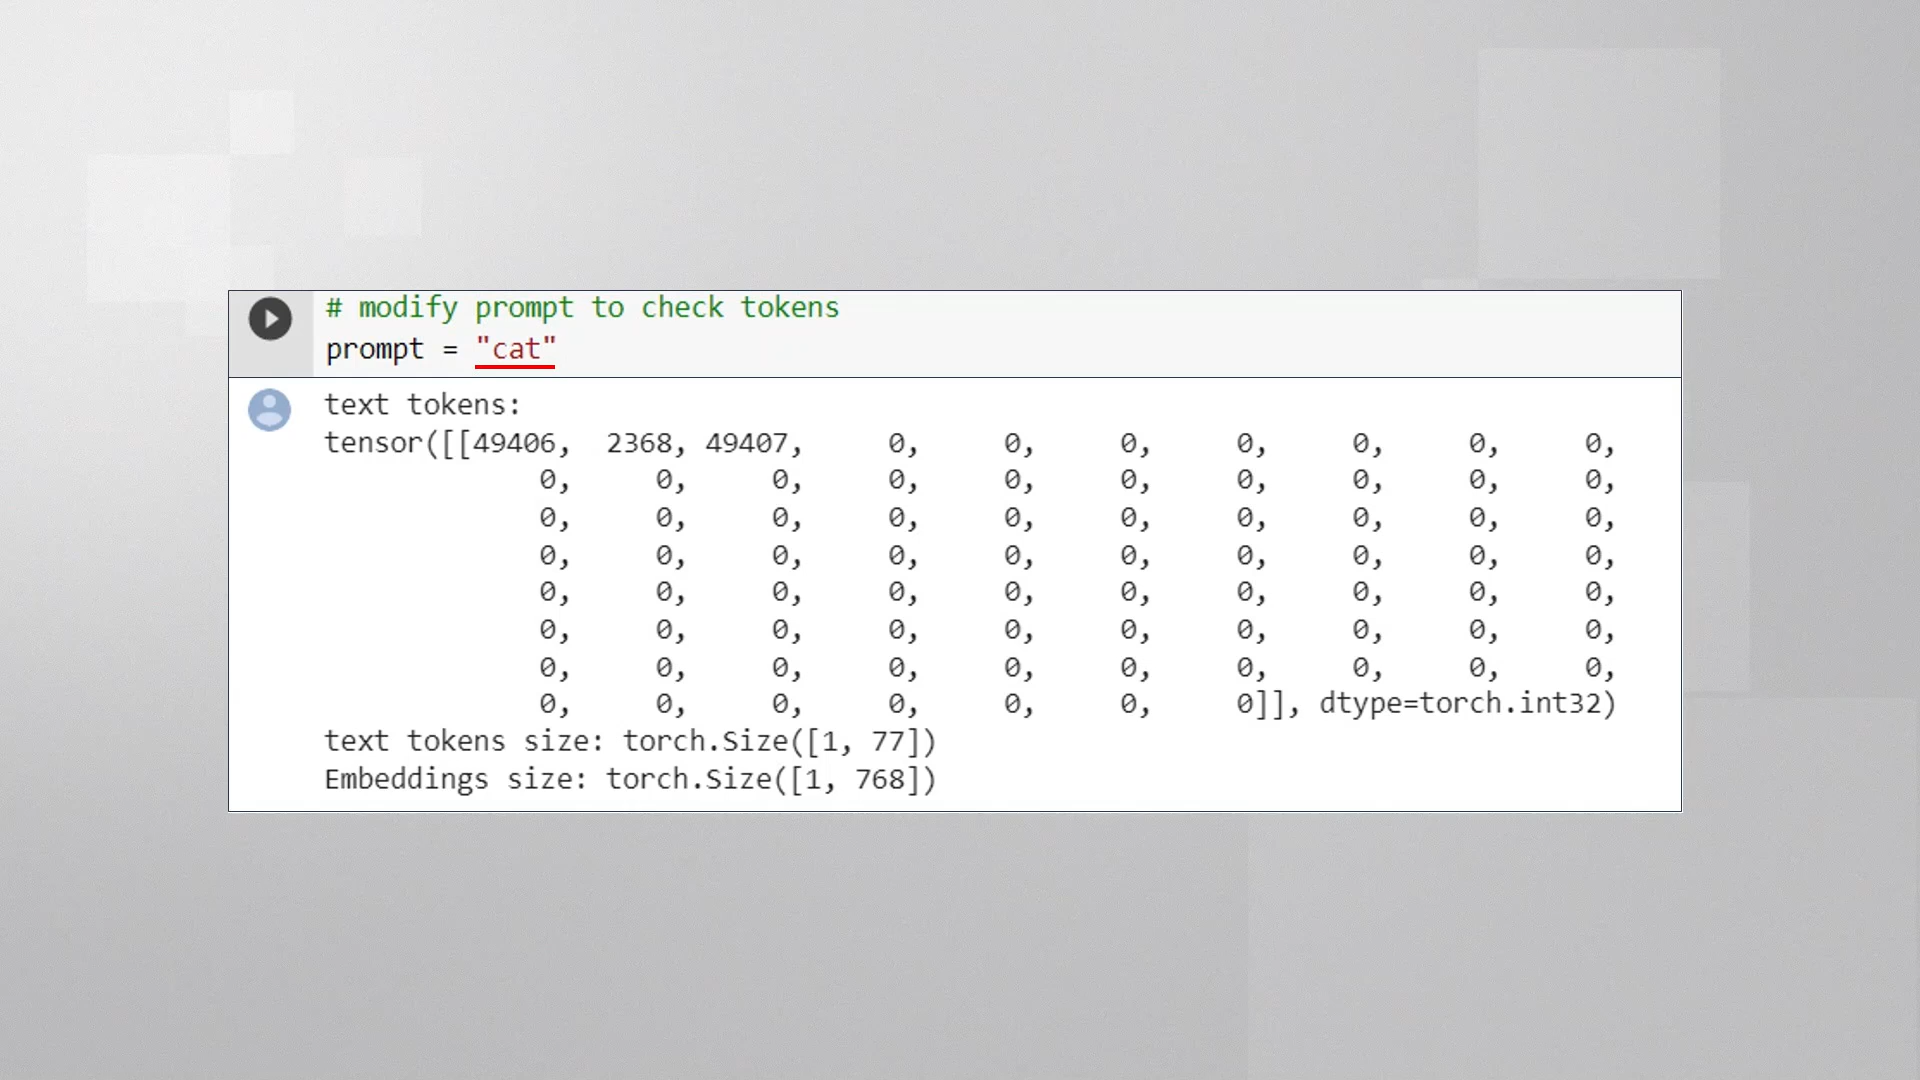 # modify prompt to check tokens
prompt = "cat"
text tokens:
tensor([[49406,  2368, 49407,     0,     0,     0,     0,     0,     0,     0,
             0,     0,     0,     0,     0,     0,     0,     0,     0,     0,
             0,     0,     0,     0,     0,     0,     0,     0,     0,     0,
             0,     0,     0,     0,     0,     0,     0,     0,     0,     0,
             0,     0,     0,     0,     0,     0,     0,     0,     0,     0,
             0,     0,     0,     0,     0,     0,     0,     0,     0,     0,
             0,     0,     0,     0,     0,     0,     0,     0,     0,     0,
             0,     0,     0,     0,     0,     0,     0]], dtype=torch.int32)
text tokens size: torch.Size([1, 77])
Embeddings size: torch.Size([1, 768])